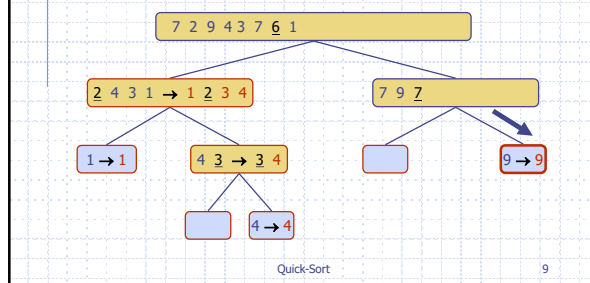 7 2 9 4 3 7 6 1
2 4 3 1 → 1 2 3 4
7 9 7
1 → 1
4 3 → 3 4
9 → 9
4 → 4
Quick-Sort
9